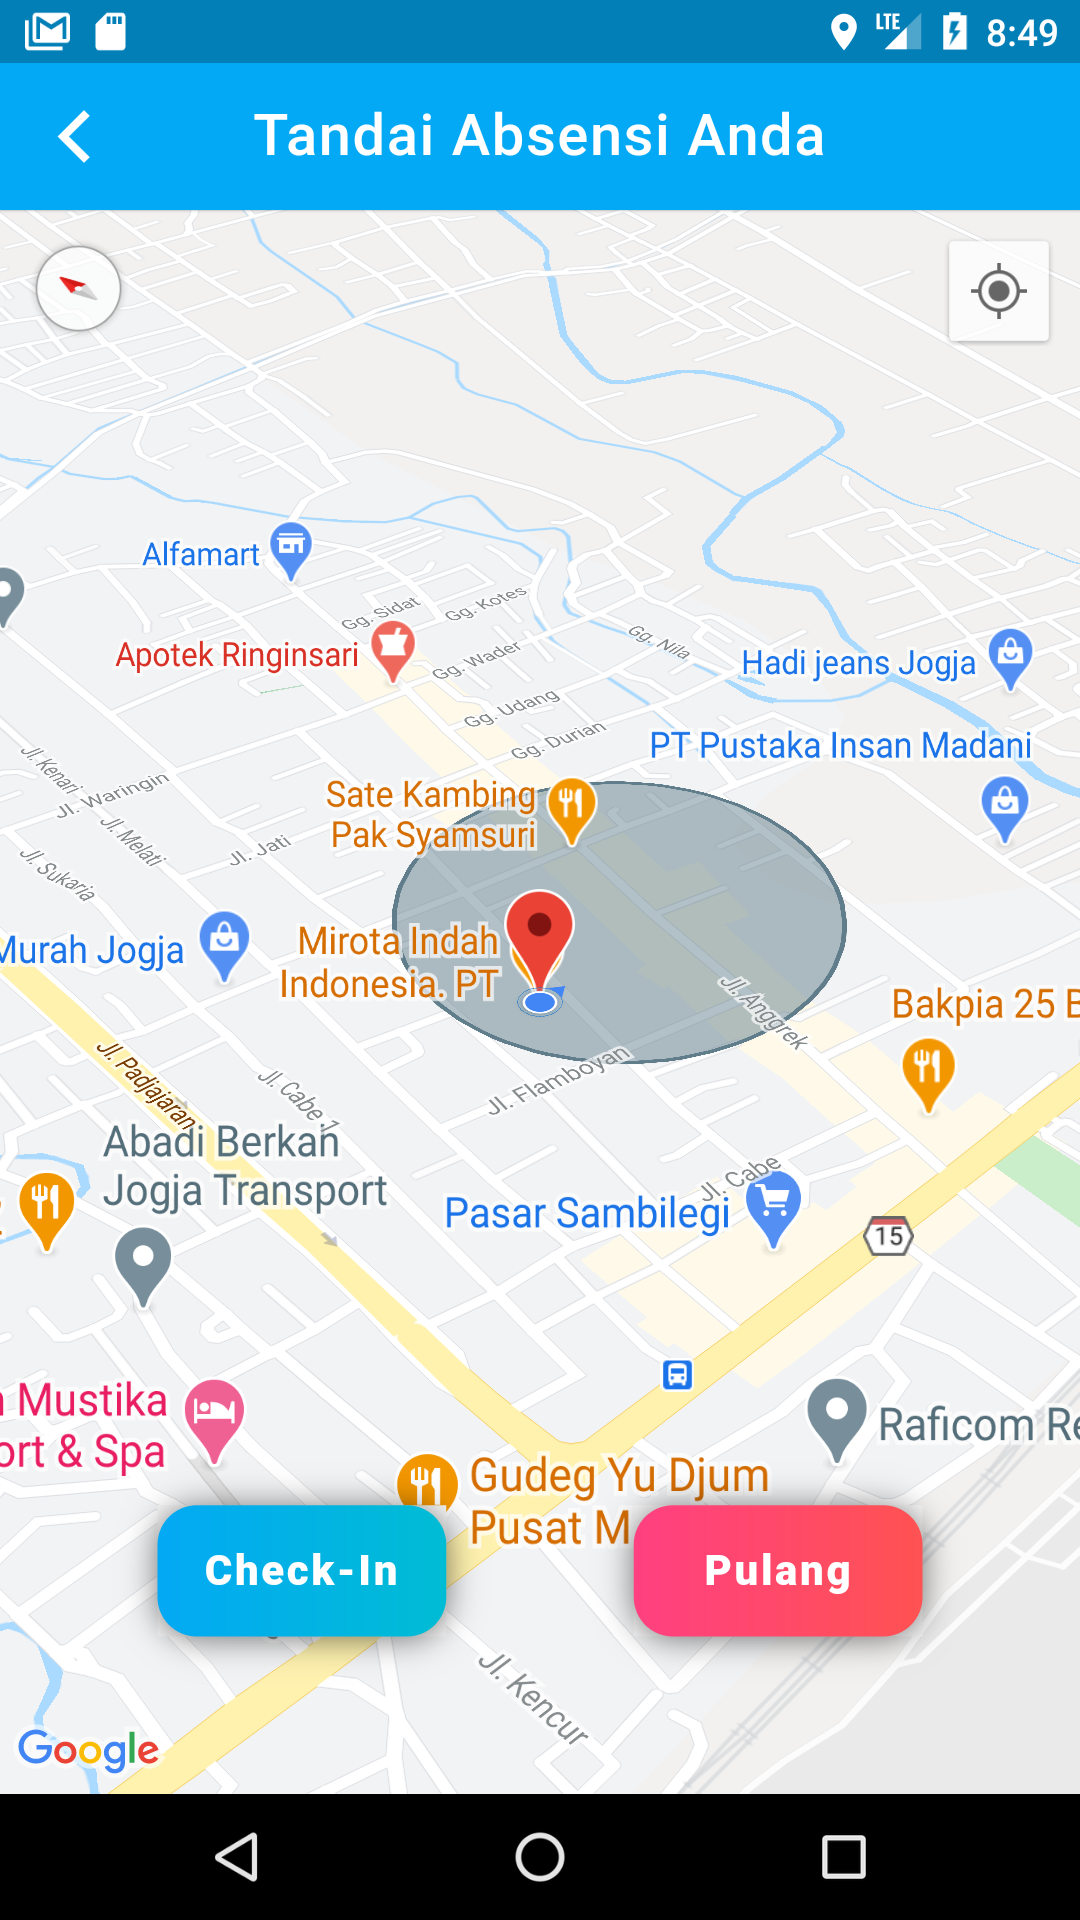 LTE 8:49
Tandai Absensi Anda
Alfamart
Gg. Sidat
Gg. Kotes
Apotek Ringinsari
Gg. Wader
Gg. Nila
Hadi jeans Jogja
Gg. Udang
Gg. Durian
PT Pustaka Insan Madani
Jl. Kenari
Jl. Waringin
Sate Kambing
Pak Syamsuri
Jl. Melati
Jl. Jati
Jl. Sukaria
Murah Jogja
Mirota Indah
Indonesia. PT
Jl. Anggrek
Bakpia 25 B
Jl. Padjajaran
Jl. Flamboyan
Jl. Cabe 1
Abadi Berkah
Jogja Transport
Jl. Cabe
Pasar Sambilegi
15
Mustika
ort & Spa
Raficom Re
Gudeg Yu Djum
Pusat M
Check-In
Pulang
Jl. Kencur
Google